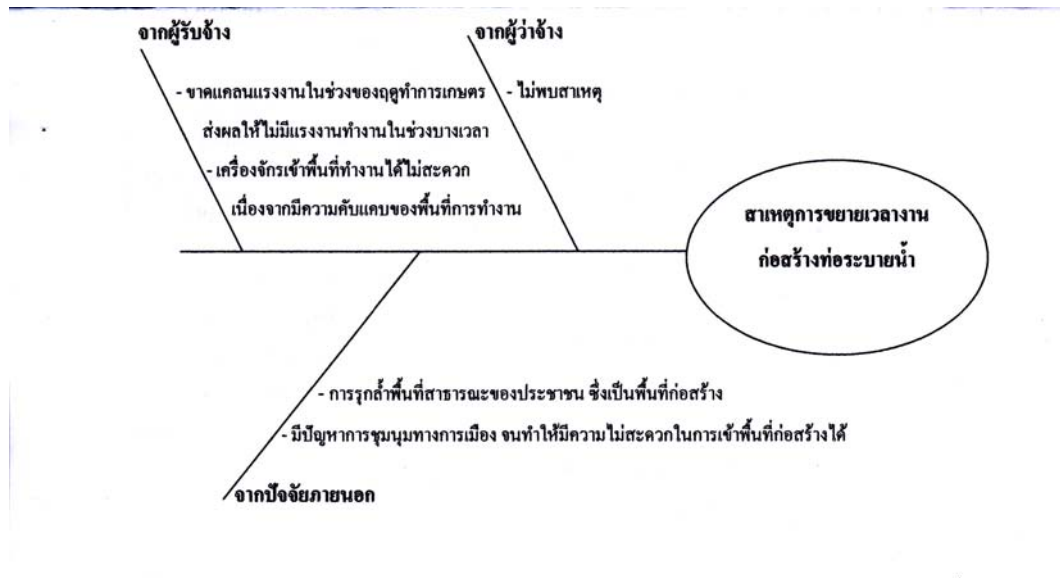 จากผู้รับจ้าง
- ขาดแคลนแรงงานในช่วงของฤดูทำการเกษตร
ส่งผลให้ไม่มีแรงงานทำงานในช่วงบางเวลา
- เครื่องจักรเข้าพื้นที่ทำงานได้ไม่สะดวก
เนื่องจากมีความคับแคบของพื้นที่การทำงาน
จากผู้ว่าจ้าง
- ไม่พบสาเหตุ
สาเหตุการขยายเวลางาน
ก่อสร้างท่อระบายน้ำ
- การรุกล้ำพื้นที่สาธารณะของประชาชน ซึ่งเป็นพื้นที่ก่อสร้าง
- มีปัญหาการชุมนุมทางการเมือง จนทำให้มีความไม่สะดวกในการเข้าพื้นที่ก่อสร้างได้
จากปัจจัยภายนอก